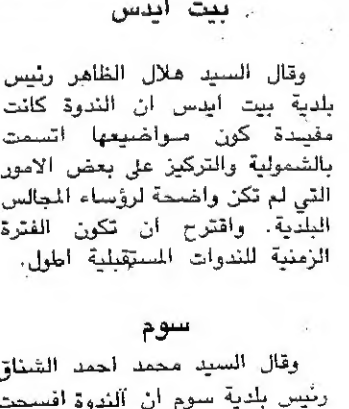 بيت ايدس
وقال السيد هلال الظاهر رئيس
بلدية بيت ايدس ان الندوة كانت
مفيدة كون مواضيعها اتسمت
بالشمولية والتركيز على بعض الامور
التي لم تكن واضحة لرؤساء المجالس
البلدية. واقترح ان تكون الفترة
الزمنية للندوات المستقبلية اطول.
سوم
وقال السيد محمد احمد الشناق
رئيس بلدية سوم ان الندوة افسحت